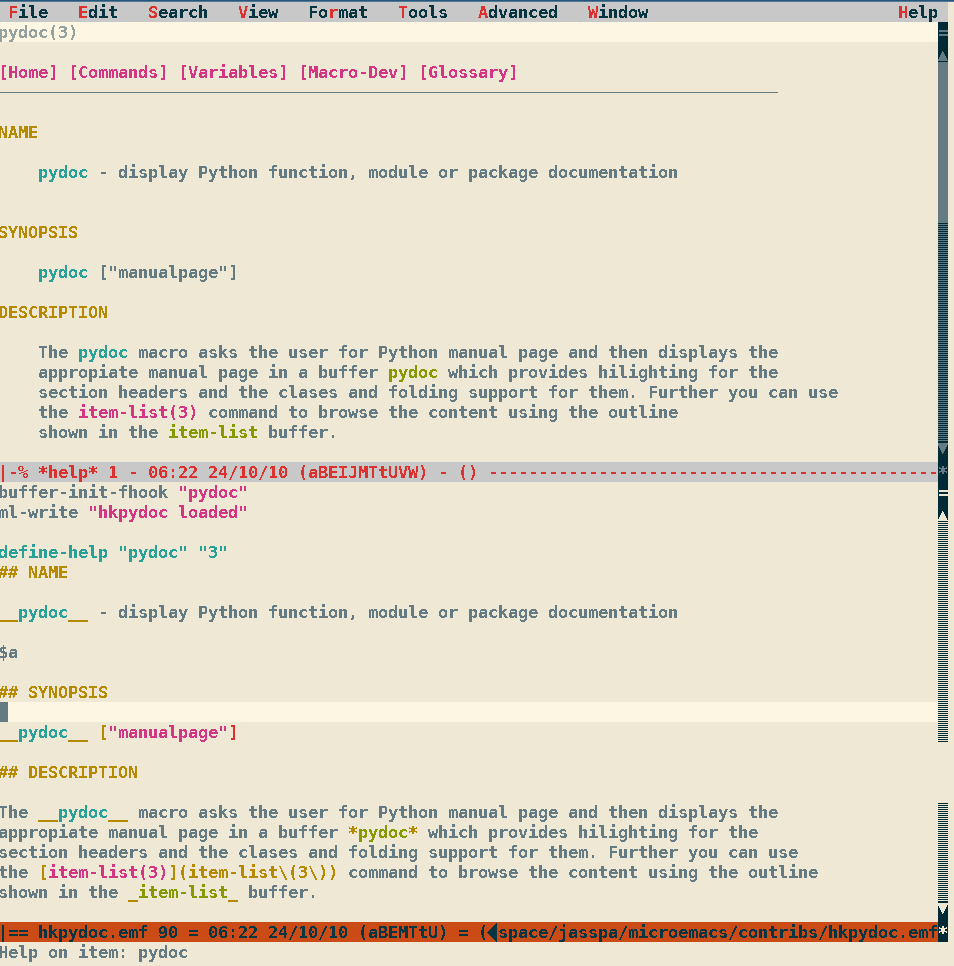 File Edit Search View Format Tools Advanced Window Help
pydoc(3)
[Home] [Commands] [Variables] [Macro-Dev] [Glossary]
NAME
pydoc - display Python function, module or package documentation
SYNOPSIS
pydoc ["manualpage"]
DESCRIPTION
The pydoc macro asks the user for Python manual page and then displays the
appropiate manual page in a buffer pydoc which provides hilighting for the
section headers and the clases and folding support for them. Further you can use
the item-list(3) command to browse the content using the outline
shown in the item-list buffer.
|-% *help* 1 - 06:22 24/10/10 (aBEIJMTtUVW) - () ---------------------------------------------*
buffer-init-fhook "pydoc"
ml-write "hkpydoc loaded"
define-help "pydoc" "3"
## NAME
__pydoc__ - display Python function, module or package documentation
$a
## SYNOPSIS
__pydoc__ ["manualpage"]
## DESCRIPTION
The __pydoc__ macro asks the user for Python manual page and then displays the
appropiate manual page in a buffer *pydoc* which provides hilighting for the
section headers and the clases and folding support for them. Further you can use
the [item-list(3)](item-list\(3\)) command to browse the content using the outline
shown in the _item-list_ buffer.
|== hkpydoc.emf 90 = 06:22 24/10/10 (aBEMTtU) = (space/jasspa/microemacs/contribs/hkpydoc.emf*
Help on item: pydoc